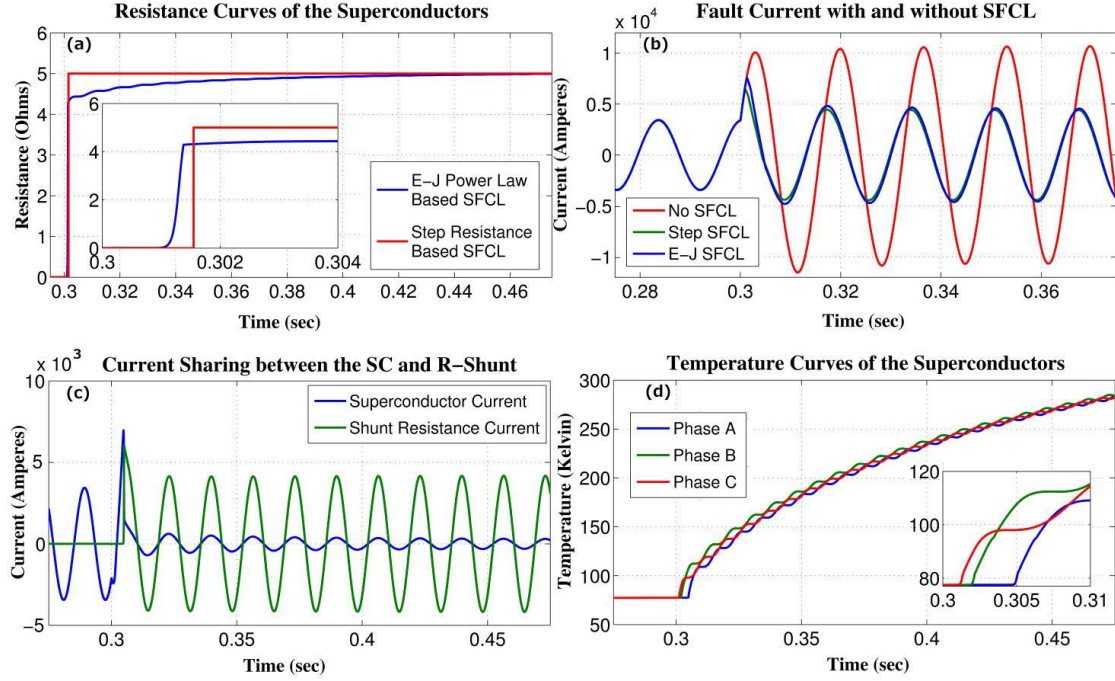 Resistance Curves of the Superconductors
(a)
Resistance (Ohms)
6
5
4
3
2
1
0
6
4
2
0
0.3
0.302
0.304
E-J Power Law
Based SFCL
Step Resistance
Based SFCL
0.3
0.32
0.34
0.36
0.38
0.4
0.42
0.44
0.46
Time (sec)
Fault Current with and without SFCL
x 10^4
(b)
Current (Amperes)
1
0.5
0
-0.5
-1
No SFCL
Step SFCL
E-J SFCL
0.28
0.3
0.32
0.34
0.36
Time (sec)
Current Sharing between the SC and R-Shunt
x 10^3
(c)
Current (Amperes)
10
5
0
-5
Superconductor Current
Shunt Resistance Current
0.3
0.35
0.4
0.45
Time (sec)
Temperature Curves of the Superconductors
(d)
Temperature (Kelvin)
300
250
200
150
100
50
Phase A
Phase B
Phase C
120
100
80
0.3
0.305
0.31
0.3
0.35
0.4
0.45
Time (sec)